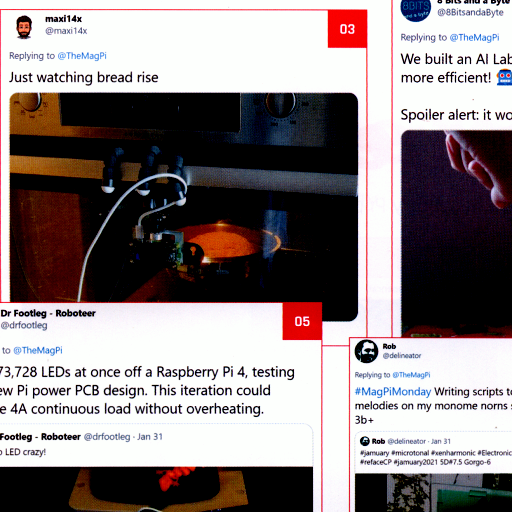 maxi14x
@maxi14x
03
Replying to @TheMagPi
Just watching bread rise
8 Bits and a Byte
@8BitsandaByte
Replying to @TheMagPi
We built an AI Lab
more efficient!
Spoiler alert: it wo
Dr Footleg - Roboteer
@drfootleg
05
to @TheMagPi
73,728 LEDs at once off a Raspberry Pi 4, testing
ew Pi power PCB design. This iteration could
e 4A continuous load without overheating.
Footleg - Roboteer @drfootleg · Jan 31
o LED crazy!
Rob
@delineator
Replying to @TheMagPi
#MagPiMonday Writing scripts to
melodies on my monome norns s
3b+
Rob @delineator · Jan 31
#jamuary #microtonal #xenharmonic #Electronic
#refaceCP #jamuary2021 5D#7.5 Gorgo-6